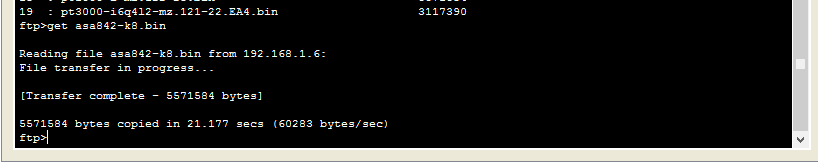 19 : pt3000-i6q4l2-mz.121-22.EA4.bin 3117390
ftp>get asa842-k8.bin
Reading file asa842-k8.bin from 192.168.1.6:
File transfer in progress...
[Transfer complete - 5571584 bytes]
5571584 bytes copied in 21.177 secs (60283 bytes/sec)
ftp>